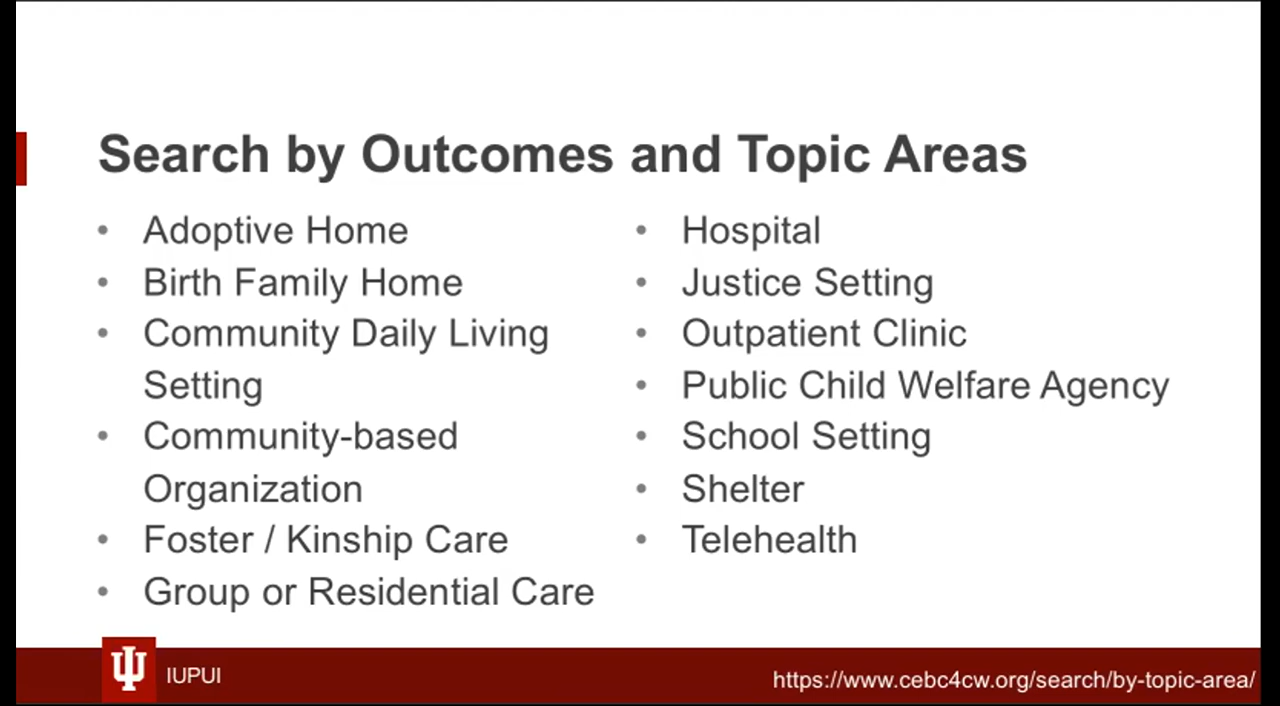 Search by Outcomes and Topic Areas
• Adoptive Home
• Birth Family Home
• Community Daily Living
Setting
• Community-based
Organization
• Foster / Kinship Care
• Group or Residential Care
• Hospital
• Justice Setting
• Outpatient Clinic
• Public Child Welfare Agency
• School Setting
• Shelter
• Telehealth
IUPUI
https://www.cebc4cw.org/search/by-topic-area/